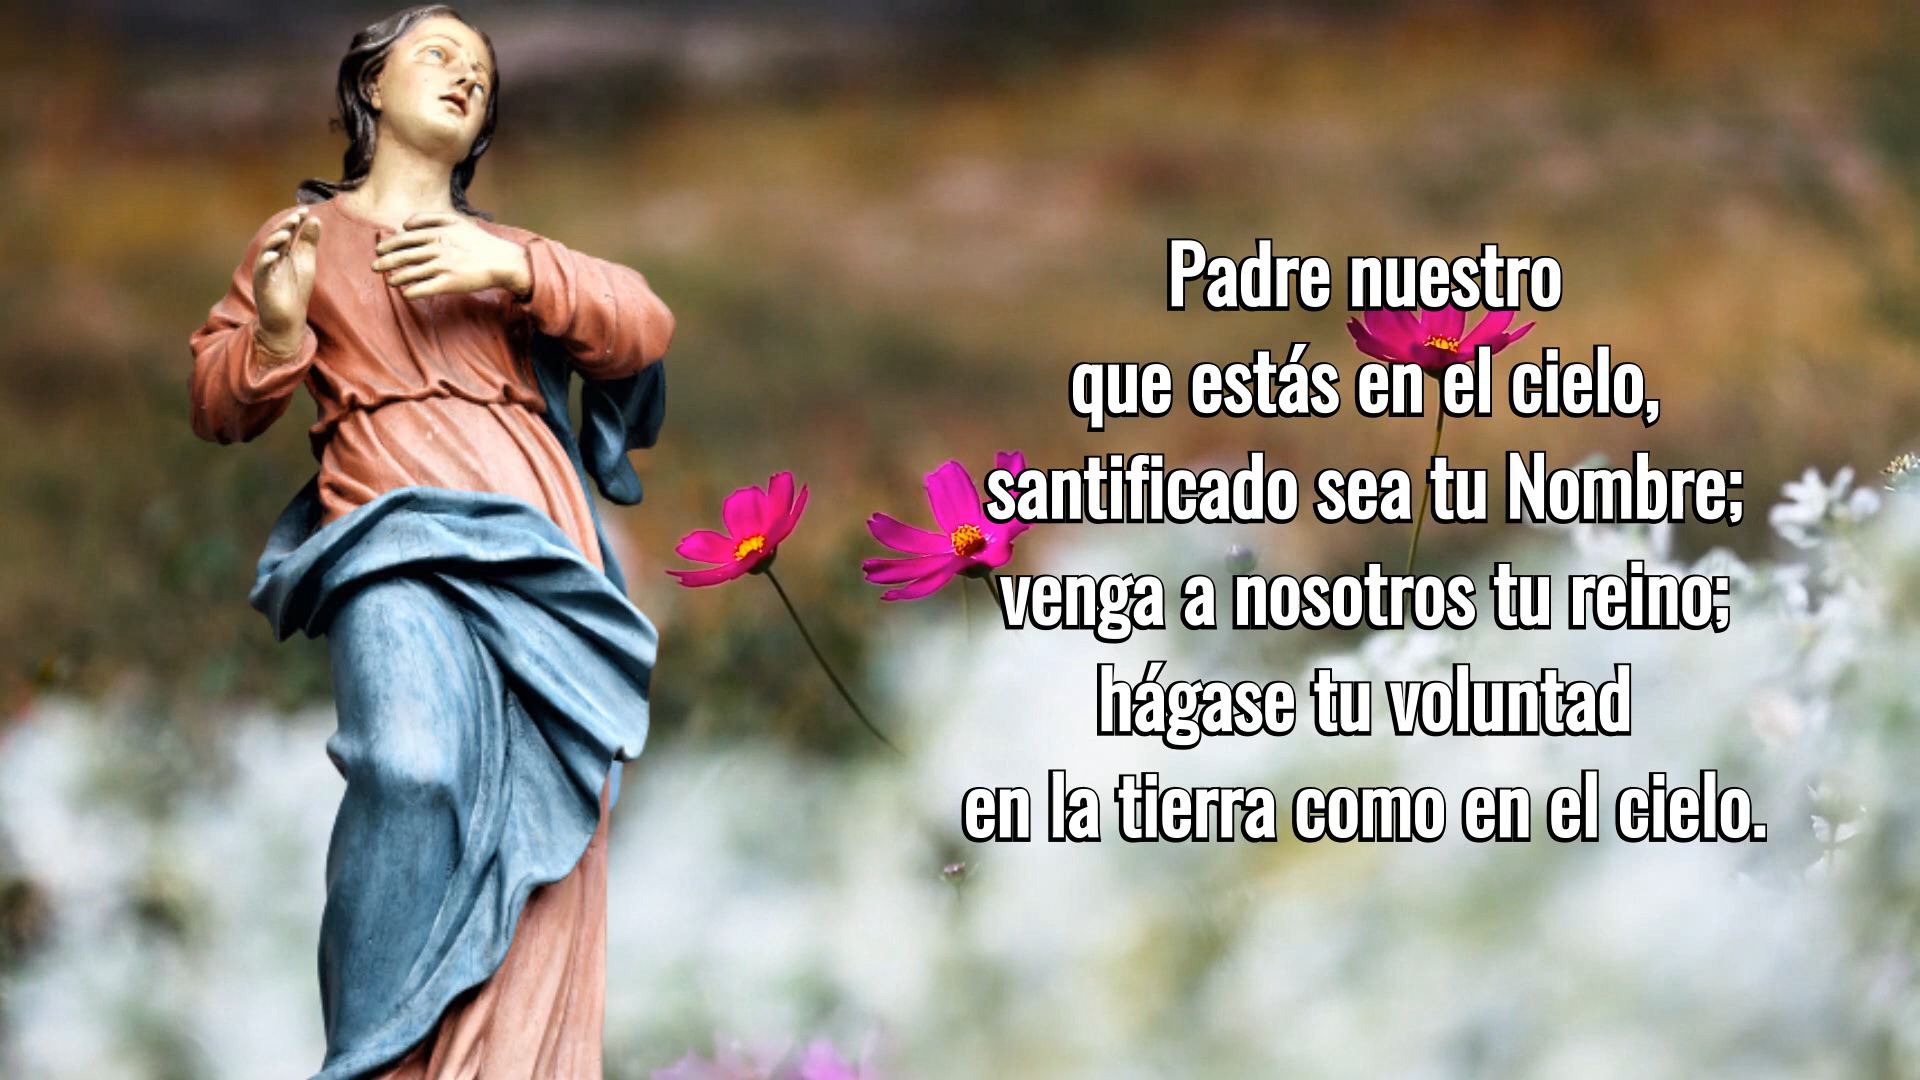 Padre nuestro
que estás en el cielo,
santificado sea tu Nombre;
venga a nosotros tu reino;
hágase tu voluntad
en la tierra como en el cielo.